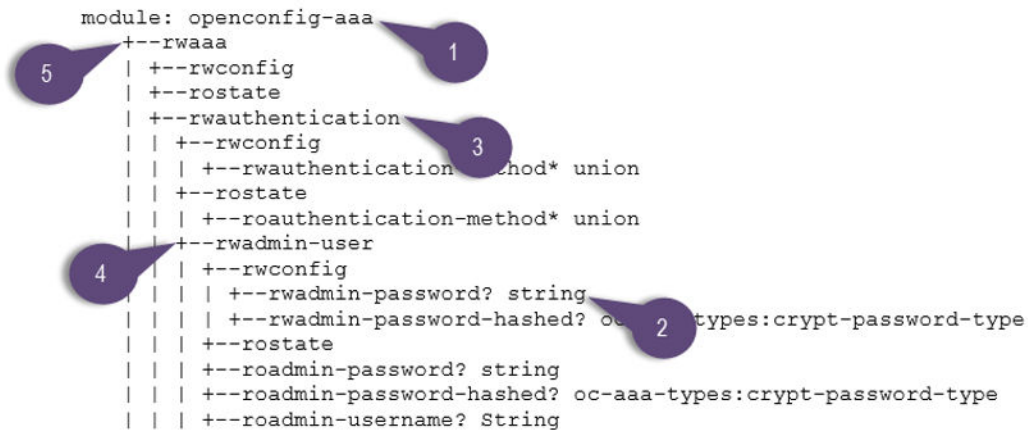 module: openconfig-aaa
1
+--rwaaa
5
| +--rwconfig
| +--rostate
| +--rwauthentication
3
| | +--rwconfig
| | | +--rwauthentication hod* union
| | +--rostate
| | | +--roauthentication-method* union
| | +--rwadmin-user
4
| | | +--rwconfig
| | | | +--rwadmin-password? string
2
| | | | +--rwadmin-password-hashed? types:crypt-password-type
| | | +--rostate
| | | +--roadmin-password? string
| | | +--roadmin-password-hashed? oc-aaa-types:crypt-password-type
| | | +--roadmin-username? String